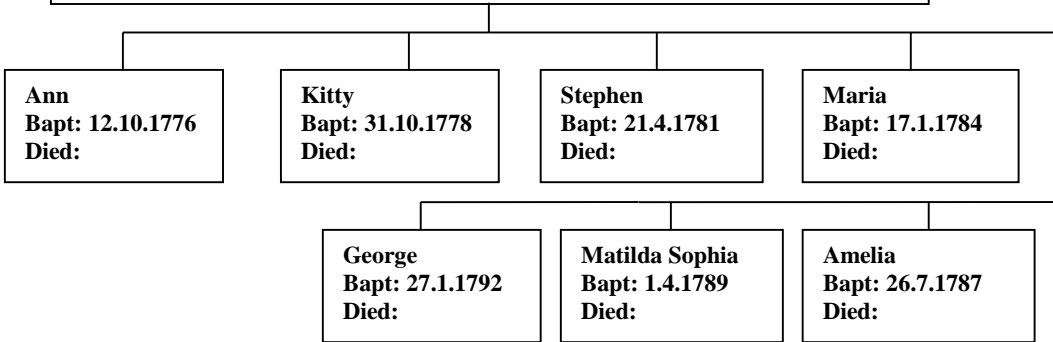 Ann
Bapt: 12.10.1776
Died:
Kitty
Bapt: 31.10.1778
Died:
Stephen
Bapt: 21.4.1781
Died:
Maria
Bapt: 17.1.1784
Died:
George
Bapt: 27.1.1792
Died:
Matilda Sophia
Bapt: 1.4.1789
Died:
Amelia
Bapt: 26.7.1787
Died: